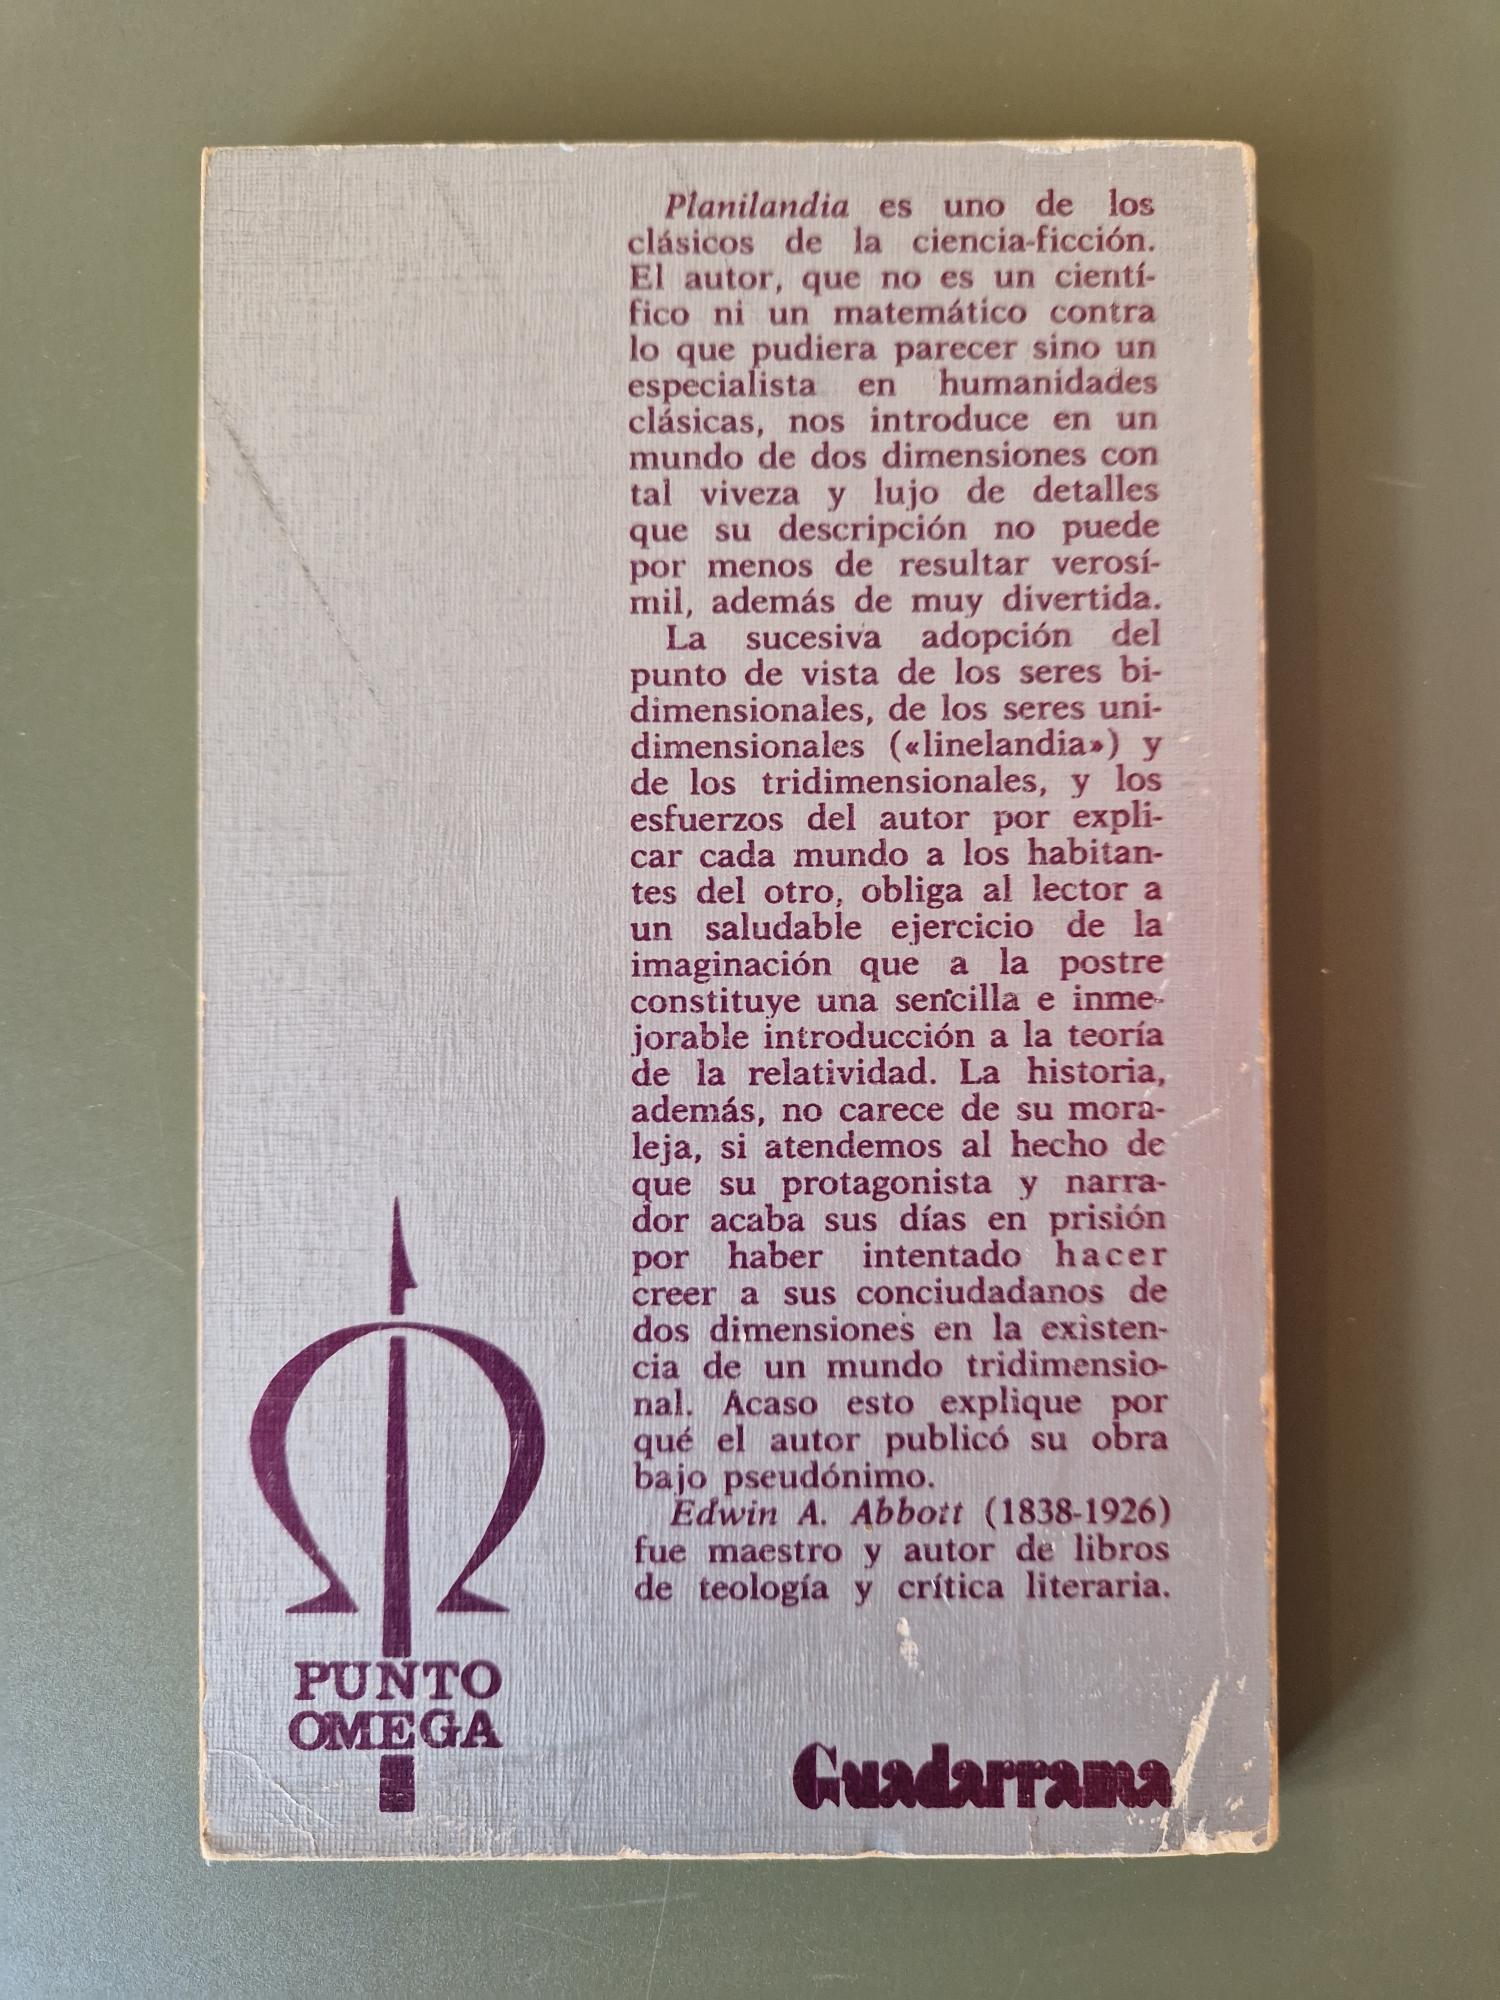 Planilandia es uno de los
clásicos de la ciencia-ficción.
El autor, que no es un cientí-
fico ni un matemático contra
lo que pudiera parecer sino un
especialista en humanidades
clásicas, nos introduce en un
mundo de dos dimensiones con
tal viveza y lujo de detalles
que su descripción no puede
por menos de resultar verosí-
mil, además de muy divertida.
La sucesiva adopción del
punto de vista de los seres bi-
dimensionales, de los seres uni-
dimensionales («linelandia») y
de los tridimensionales, y los
esfuerzos del autor por expli-
car cada mundo a los habitan-
tes del otro, obliga al lector a
un saludable ejercicio de la
imaginación que a la postre
constituye una sencilla e inme-
jorable introducción a la teoría
de la relatividad. La historia,
además, no carece de su mora-
leja, si atendemos al hecho de
que su protagonista y narra-
dor acaba sus días en prisión
por haber intentado hacer
creer a sus conciudadanos de
dos dimensiones en la existen-
cia de un mundo tridimensio-
nal. Acaso esto explique por
qué el autor publicó su obra
bajo pseudónimo.
Edwin A. Abbott (1838-1926)
fue maestro y autor de libros
de teología y crítica literaria.
PUNTO
OMEGA
Guadarrama